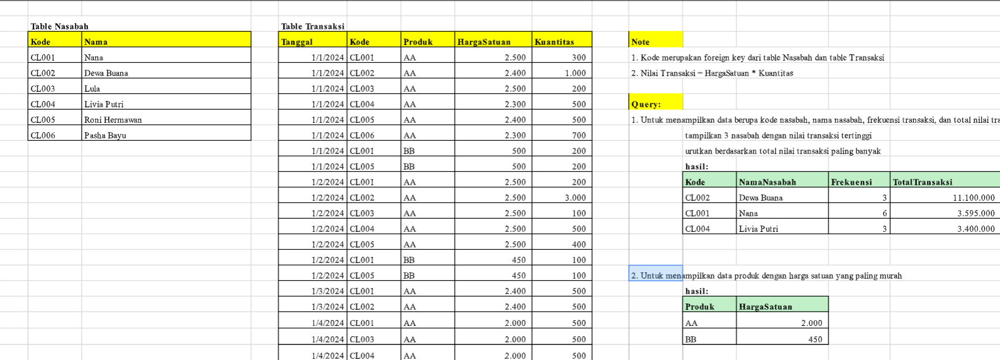 Table Nasabah
Kode Nama
CL001 Nana
CL002 Dewa Buana
CL003 Lula
CL004 Livia Putri
CL005 Roni Hermawan
CL006 Pasha Bayu
Table Transaksi
Tanggal Kode Produk HargaSatuan Kuantitas
1/1/2024 CL001 AA 2.500 300
1/1/2024 CL002 AA 2.400 1.000
1/1/2024 CL003 AA 2.500 200
1/1/2024 CL004 AA 2.300 500
1/1/2024 CL005 AA 2.400 500
1/1/2024 CL006 AA 2.300 700
1/1/2024 CL001 BB 500 200
1/1/2024 CL005 BB 500 200
1/2/2024 CL001 AA 2.500 200
1/2/2024 CL002 AA 2.500 3.000
1/2/2024 CL003 AA 2.500 100
1/2/2024 CL004 AA 2.500 500
1/2/2024 CL005 AA 2.500 400
1/2/2024 CL001 BB 450 100
1/2/2024 CL005 BB 450 100
1/3/2024 CL001 AA 2.400 500
1/3/2024 CL002 AA 2.400 500
1/4/2024 CL001 AA 2.000 500
1/4/2024 CL003 AA 2.000 500
1/4/2024 CL004 AA 2.000 500
Note
1. Kode merupakan foreign key dari table Nasabah dan table Transaksi
2. Nilai Transaksi = HargaSatuan * Kuantitas
Query:
1. Untuk menampilkan data berupa kode nasabah, nama nasabah, frekuensi transaksi, dan total nilai tra
tampilkan 3 nasabah dengan nilai transaksi tertinggi
urutkan berdasarkan total nilai transaksi paling banyak
hasil:
Kode NamaNasabah Frekuensi TotalTransaksi
CL002 Dewa Buana 3 11.100.000
CL001 Nana 6 3.595.000
CL004 Livia Putri 3 3.400.000
2. Untuk menampilkan data produk dengan harga satuan yang paling murah
hasil:
Produk HargaSatuan
AA 2.000
BB 450